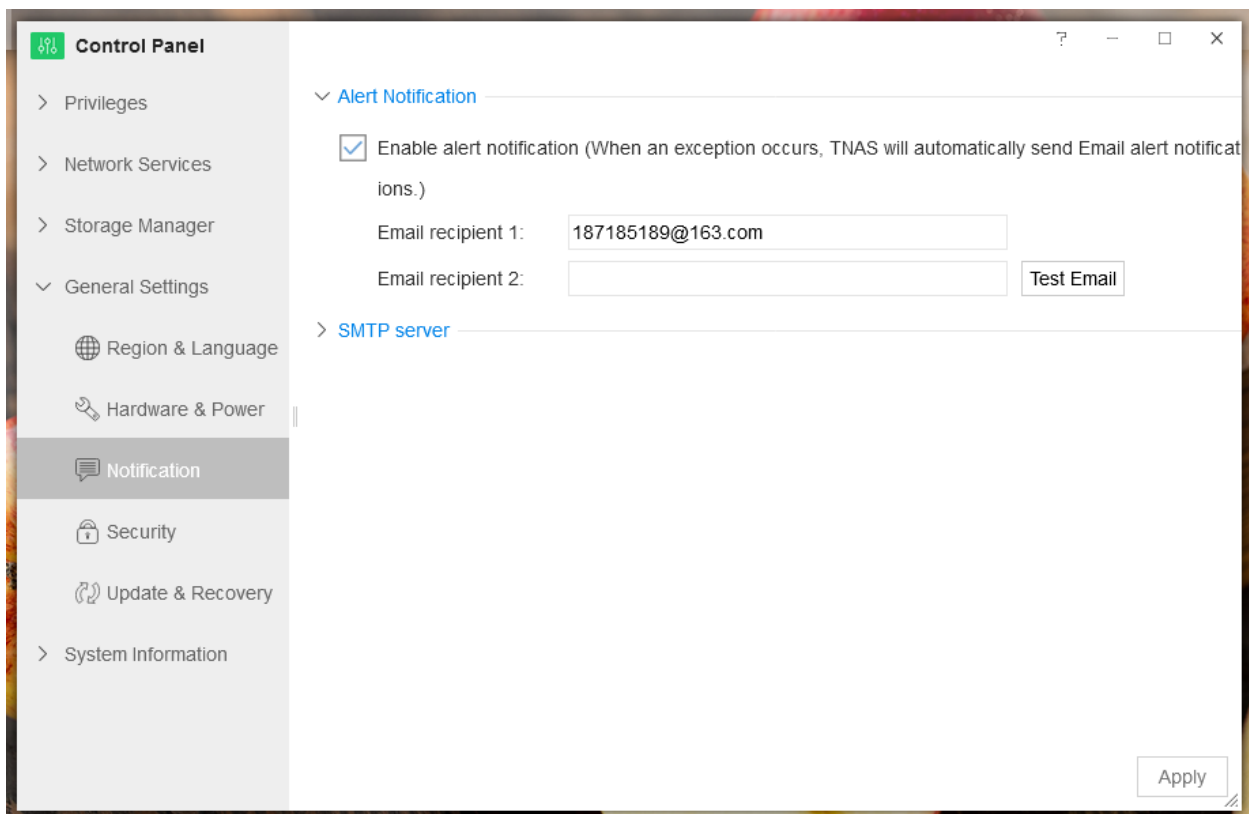 Control Panel
Privileges
Network Services
Storage Manager
General Settings
Region & Language
Hardware & Power
Notification
Security
Update & Recovery
System Information
Alert Notification
Enable alert notification (When an exception occurs, TNAS will automatically send Email alert notificat
ions.)
Email recipient 1: 187185189@163.com
Email recipient 2: Test Email
SMTP server
Apply